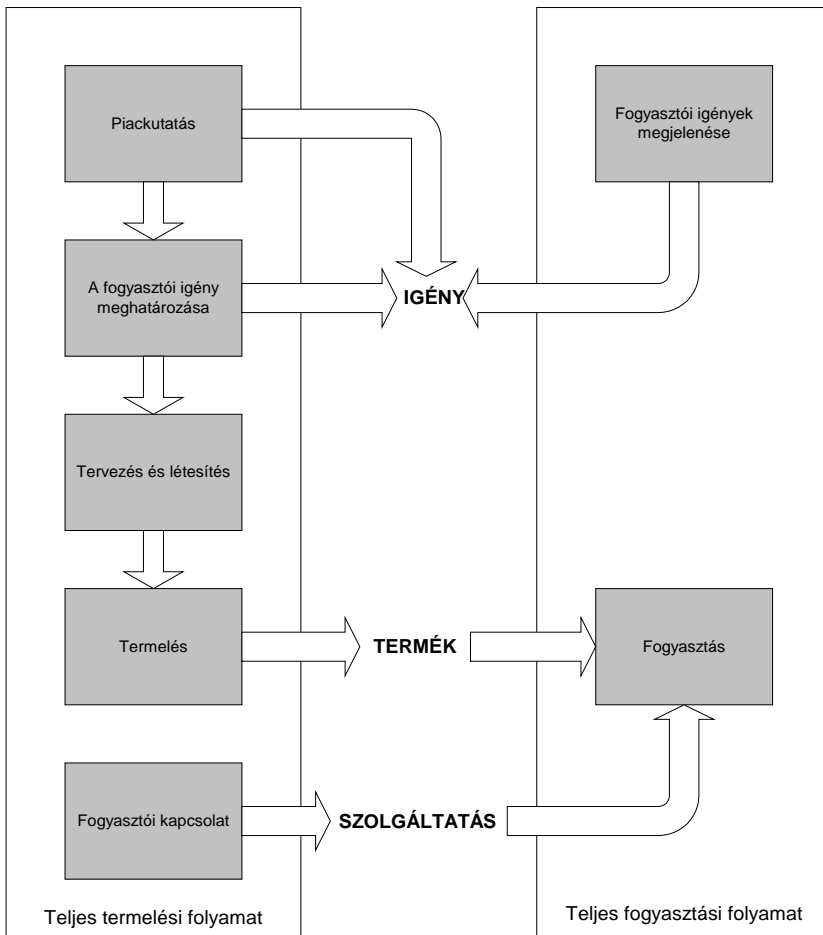 Piackutatás
Fogyasztói igények
megjelenése
A fogyasztói igény
meghatározása
IGÉNY
Tervezés és létesítés
Termelés
TERMÉK
Fogyasztás
Fogyasztói kapcsolat
SZOLGÁLTATÁS
Teljes termelési folyamat
Teljes fogyasztási folyamat